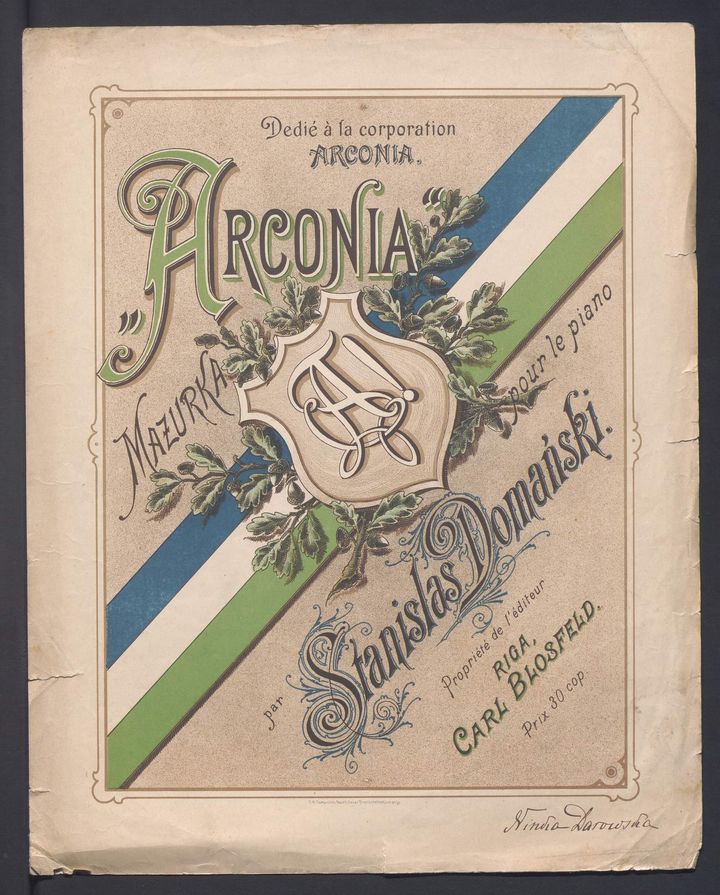 Dedié à la corporation
ARCONIA.
„ARCONIA”
MAZURKA
pour le piano
par
Stanislas Domański.
Propriété de l'éditeur
RIGA,
CARL BLOSFELD.
Prix 30 cop